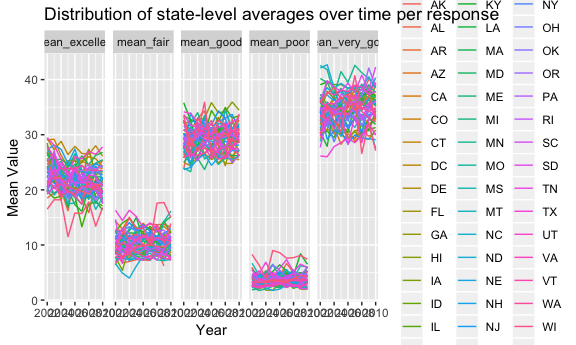 Distribution of state-level averages over time per response
ean_excelle
mean_fair
mean_good
mean_poor
an_very_go
40
30
20
10
0
Mean Value
Year
AK
AL
AR
AZ
CA
CO
CT
DC
DE
FL
GA
HI
IA
ID
IL
KY
LA
MA
MD
ME
MI
MN
MO
MS
MT
NC
ND
NE
NH
NJ
NY
OH
OK
OR
PA
RI
SC
SD
TN
TX
UT
VA
VT
WA
WI